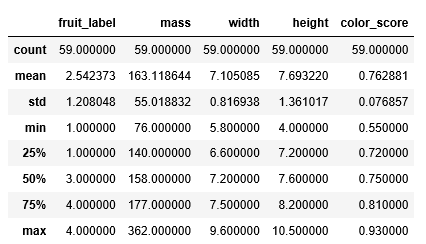 fruit_label mass width height color_score
count 59.000000 59.000000 59.000000 59.000000 59.000000
mean 2.542373 163.118644 7.105085 7.693220 0.762881
std 1.208048 55.018832 0.816938 1.361017 0.076857
min 1.000000 76.000000 5.800000 4.000000 0.550000
25% 1.000000 140.000000 6.600000 7.200000 0.720000
50% 3.000000 158.000000 7.200000 7.600000 0.750000
75% 4.000000 177.000000 7.500000 8.200000 0.810000
max 4.000000 362.000000 9.600000 10.500000 0.930000